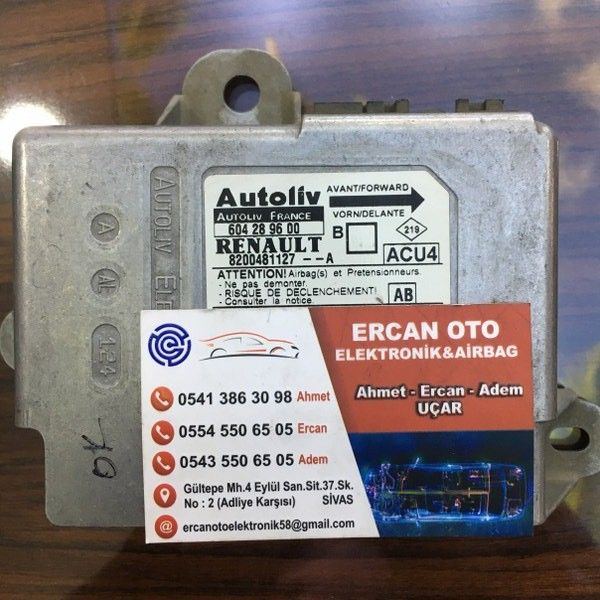 Autoliv
AUTOLIV FRANCE
604 28 96 00
RENAULT
8200481127 --A
AVANT/FORWARD
VORN/DELANTE
B
219
ACU4
ATTENTION! Airbag(s) et Pretensionneurs.
- Ne pas demonter.
- RISQUE DE DECLENCHEMENT!
- Consulter la notice.
AB
AUTOLIV
A
AE
124
ERCAN OTO
ELEKTRONİK&AİRBAG
Ahmet - Ercan - Adem
UÇAR
0541 386 30 98 Ahmet
0554 550 65 05 Ercan
0543 550 65 05 Adem
Gültepe Mh.4 Eylül San.Sit.37.Sk.
No : 2 (Adliye Karşısı) SİVAS
ercanotoelektronik58@gmail.com